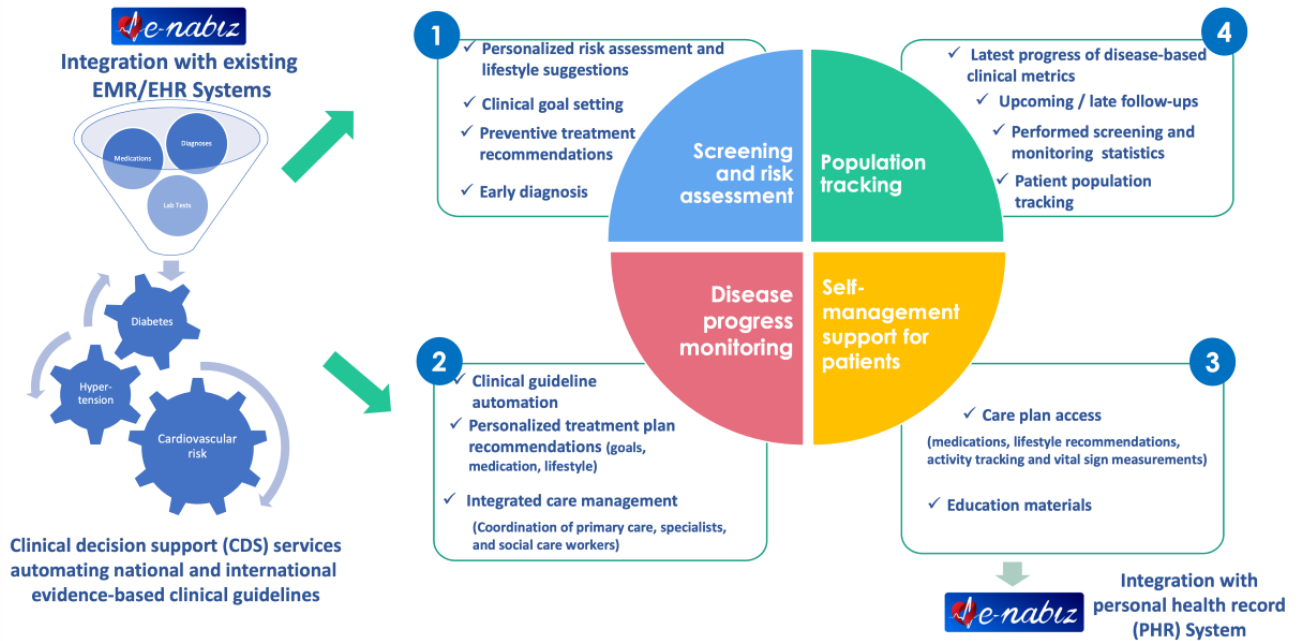 e-nabız
Integration with existing
EMR/EHR Systems
Medications
Diagnoses
Lab Tests
Diabetes
Hyper-
tension
Cardiovascular
risk
Clinical decision support (CDS) services
automating national and international
evidence-based clinical guidelines
1
✓ Personalized risk assessment and
lifestyle suggestions
✓ Clinical goal setting
✓ Preventive treatment
recommendations
✓ Early diagnosis
Screening
and risk
assessment
Population
tracking
4
✓ Latest progress of disease-based
clinical metrics
✓ Upcoming / late follow-ups
✓ Performed screening and
monitoring statistics
✓ Patient population
tracking
Disease
progress
monitoring
Self-
management
support for
patients
2
✓ Clinical guideline
automation
✓ Personalized treatment plan
recommendations (goals,
medication, lifestyle)
✓ Integrated care management
(Coordination of primary care, specialists,
and social care workers)
3
✓ Care plan access
(medications, lifestyle recommendations,
activity tracking and vital sign measurements)
✓ Education materials
e-nabız
Integration with
personal health record
(PHR) System